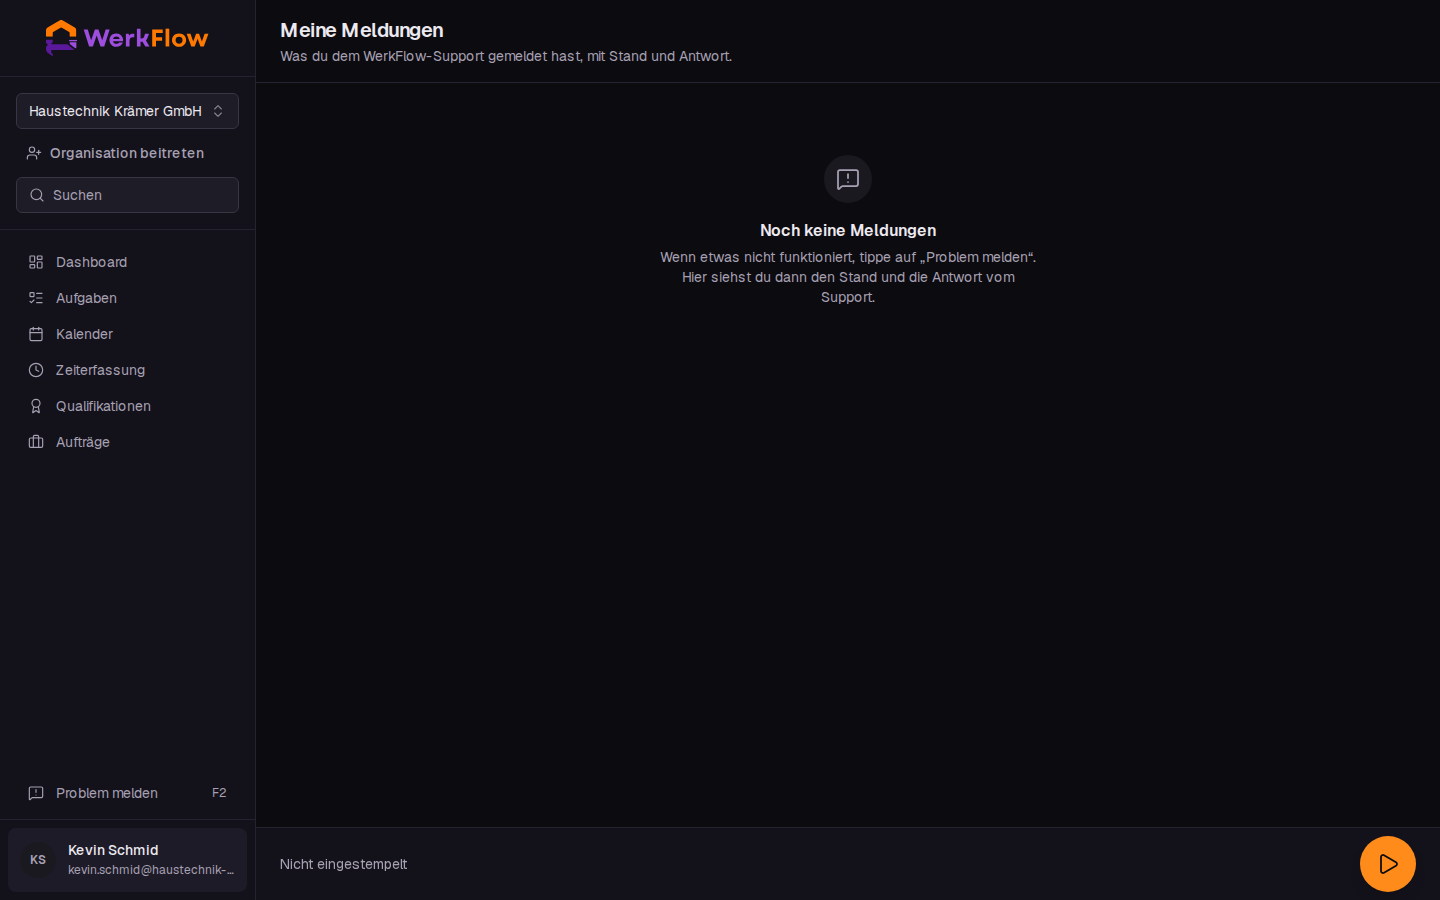 WerkFlow
Haustechnik Krämer GmbH
Organisation beitreten
Suchen
Dashboard
Aufgaben
Kalender
Zeiterfassung
Qualifikationen
Aufträge
Problem melden F2
KS
Kevin Schmid
kevin.schmid@haustechnik-…
Meine Meldungen
Was du dem WerkFlow-Support gemeldet hast, mit Stand und Antwort.
Noch keine Meldungen
Wenn etwas nicht funktioniert, tippe auf „Problem melden“.
Hier siehst du dann den Stand und die Antwort vom
Support.
Nicht eingestempelt